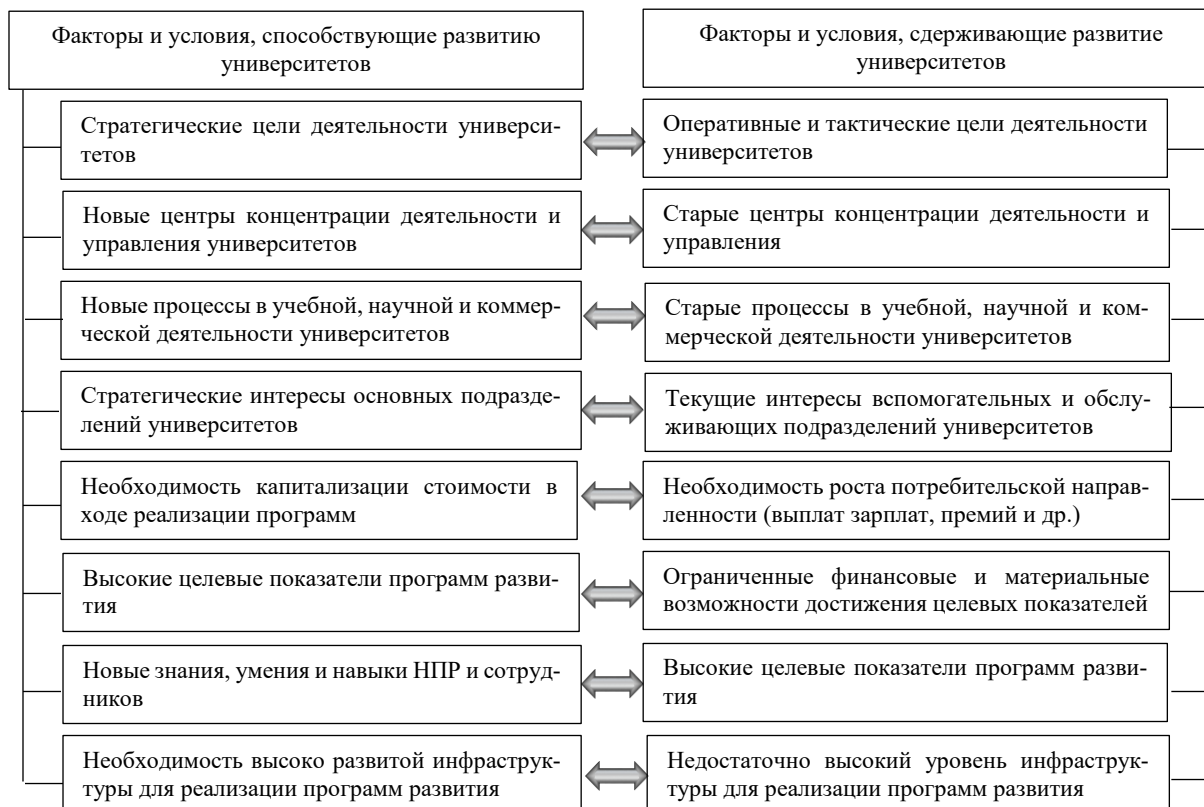 Факторы и условия, способствующие развитию
университетов
Факторы и условия, сдерживающие развитие
университетов
Стратегические цели деятельности универси-
тетов
Оперативные и тактические цели деятельности
университетов
Новые центры концентрации деятельности и
управления университетов
Старые центры концентрации деятельности и
управления
Новые процессы в учебной, научной и коммер-
ческой деятельности университетов
Старые процессы в учебной, научной и ком-
мерческой деятельности университетов
Стратегические интересы основных подразде-
лений университетов
Текущие интересы вспомогательных и обслу-
живающих подразделений университетов
Необходимость капитализации стоимости в
ходе реализации программ
Необходимость роста потребительской направ-
ленности (выплат зарплат, премий и др.)
Высокие целевые показатели программ разви-
тия
Ограниченные финансовые и материальные
возможности достижения целевых показателей
Новые знания, умения и навыки НПР и сотруд-
ников
Высокие целевые показатели программ разви-
тия
Необходимость высоко развитой инфраструк-
туры для реализации программ развития
Недостаточно высокий уровень инфраструк-
туры для реализации программ развития